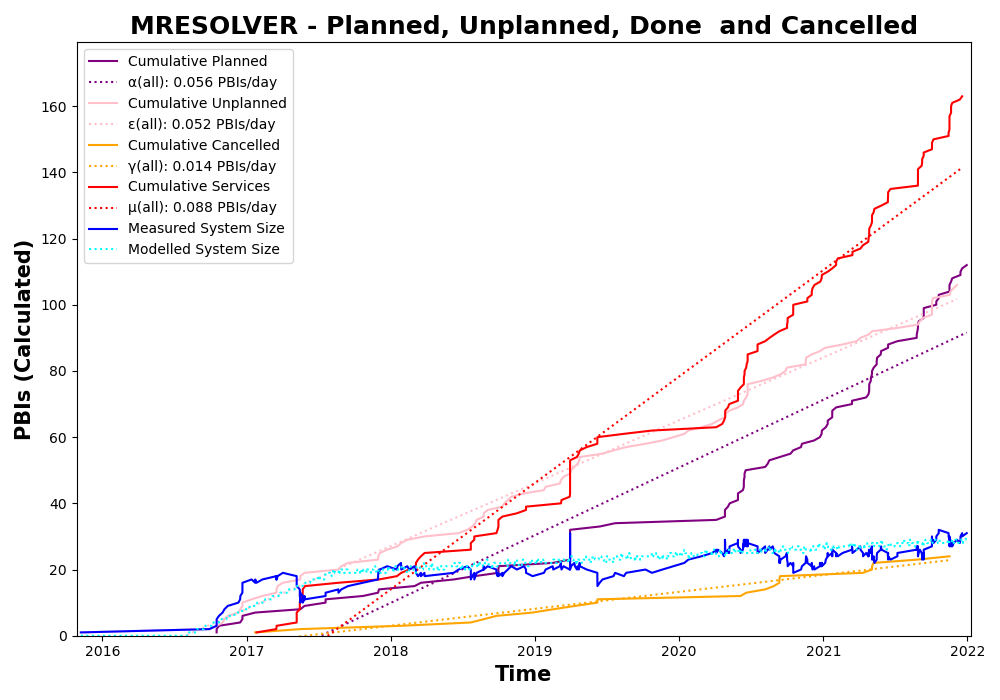 MRESOLVER - Planned, Unplanned, Done  and Cancelled
Cumulative Planned
α(all): 0.056 PBIs/day
Cumulative Unplanned
ε(all): 0.052 PBIs/day
Cumulative Cancelled
γ(all): 0.014 PBIs/day
Cumulative Services
μ(all): 0.088 PBIs/day
Measured System Size
Modelled System Size
PBIs (Calculated)
160
140
120
100
80
60
40
20
0
2016 2017 2018 2019 2020 2021 2022
Time